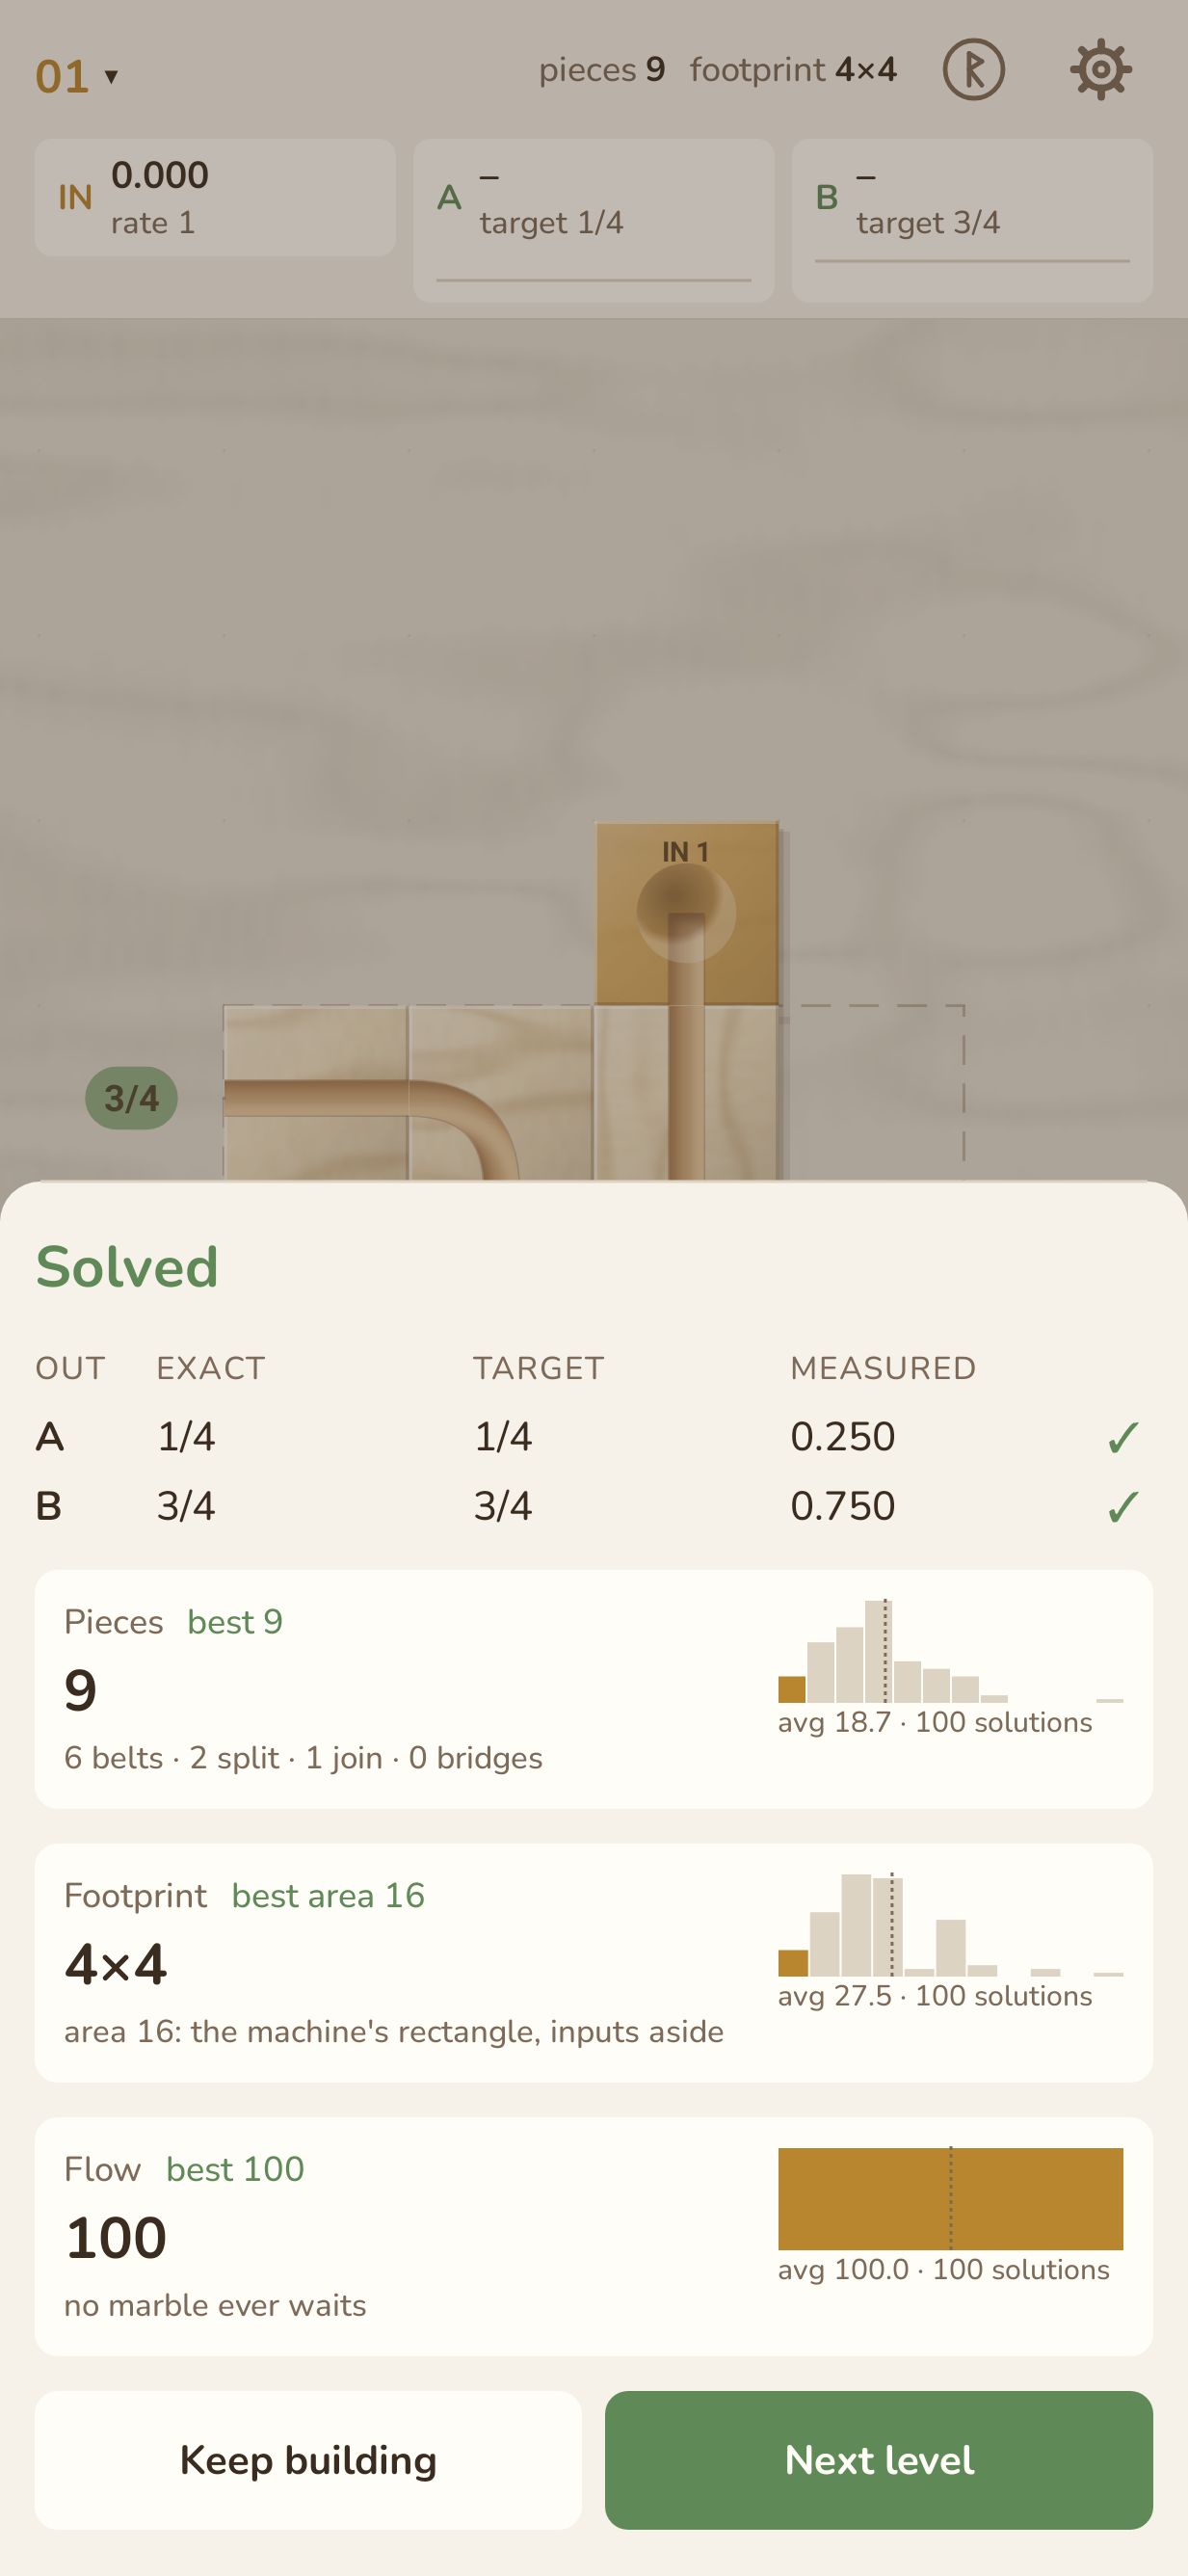 01 ▾
pieces 9 footprint 4×4
IN 0.000
rate 1
A –
target 1/4
B –
target 3/4
IN 1
3/4
Solved
OUT EXACT TARGET MEASURED
A 1/4 1/4 0.250 ✓
B 3/4 3/4 0.750 ✓
Pieces best 9
9
6 belts · 2 split · 1 join · 0 bridges
avg 18.7 · 100 solutions
Footprint best area 16
4×4
area 16: the machine's rectangle, inputs aside
avg 27.5 · 100 solutions
Flow best 100
100
no marble ever waits
avg 100.0 · 100 solutions
Keep building
Next level